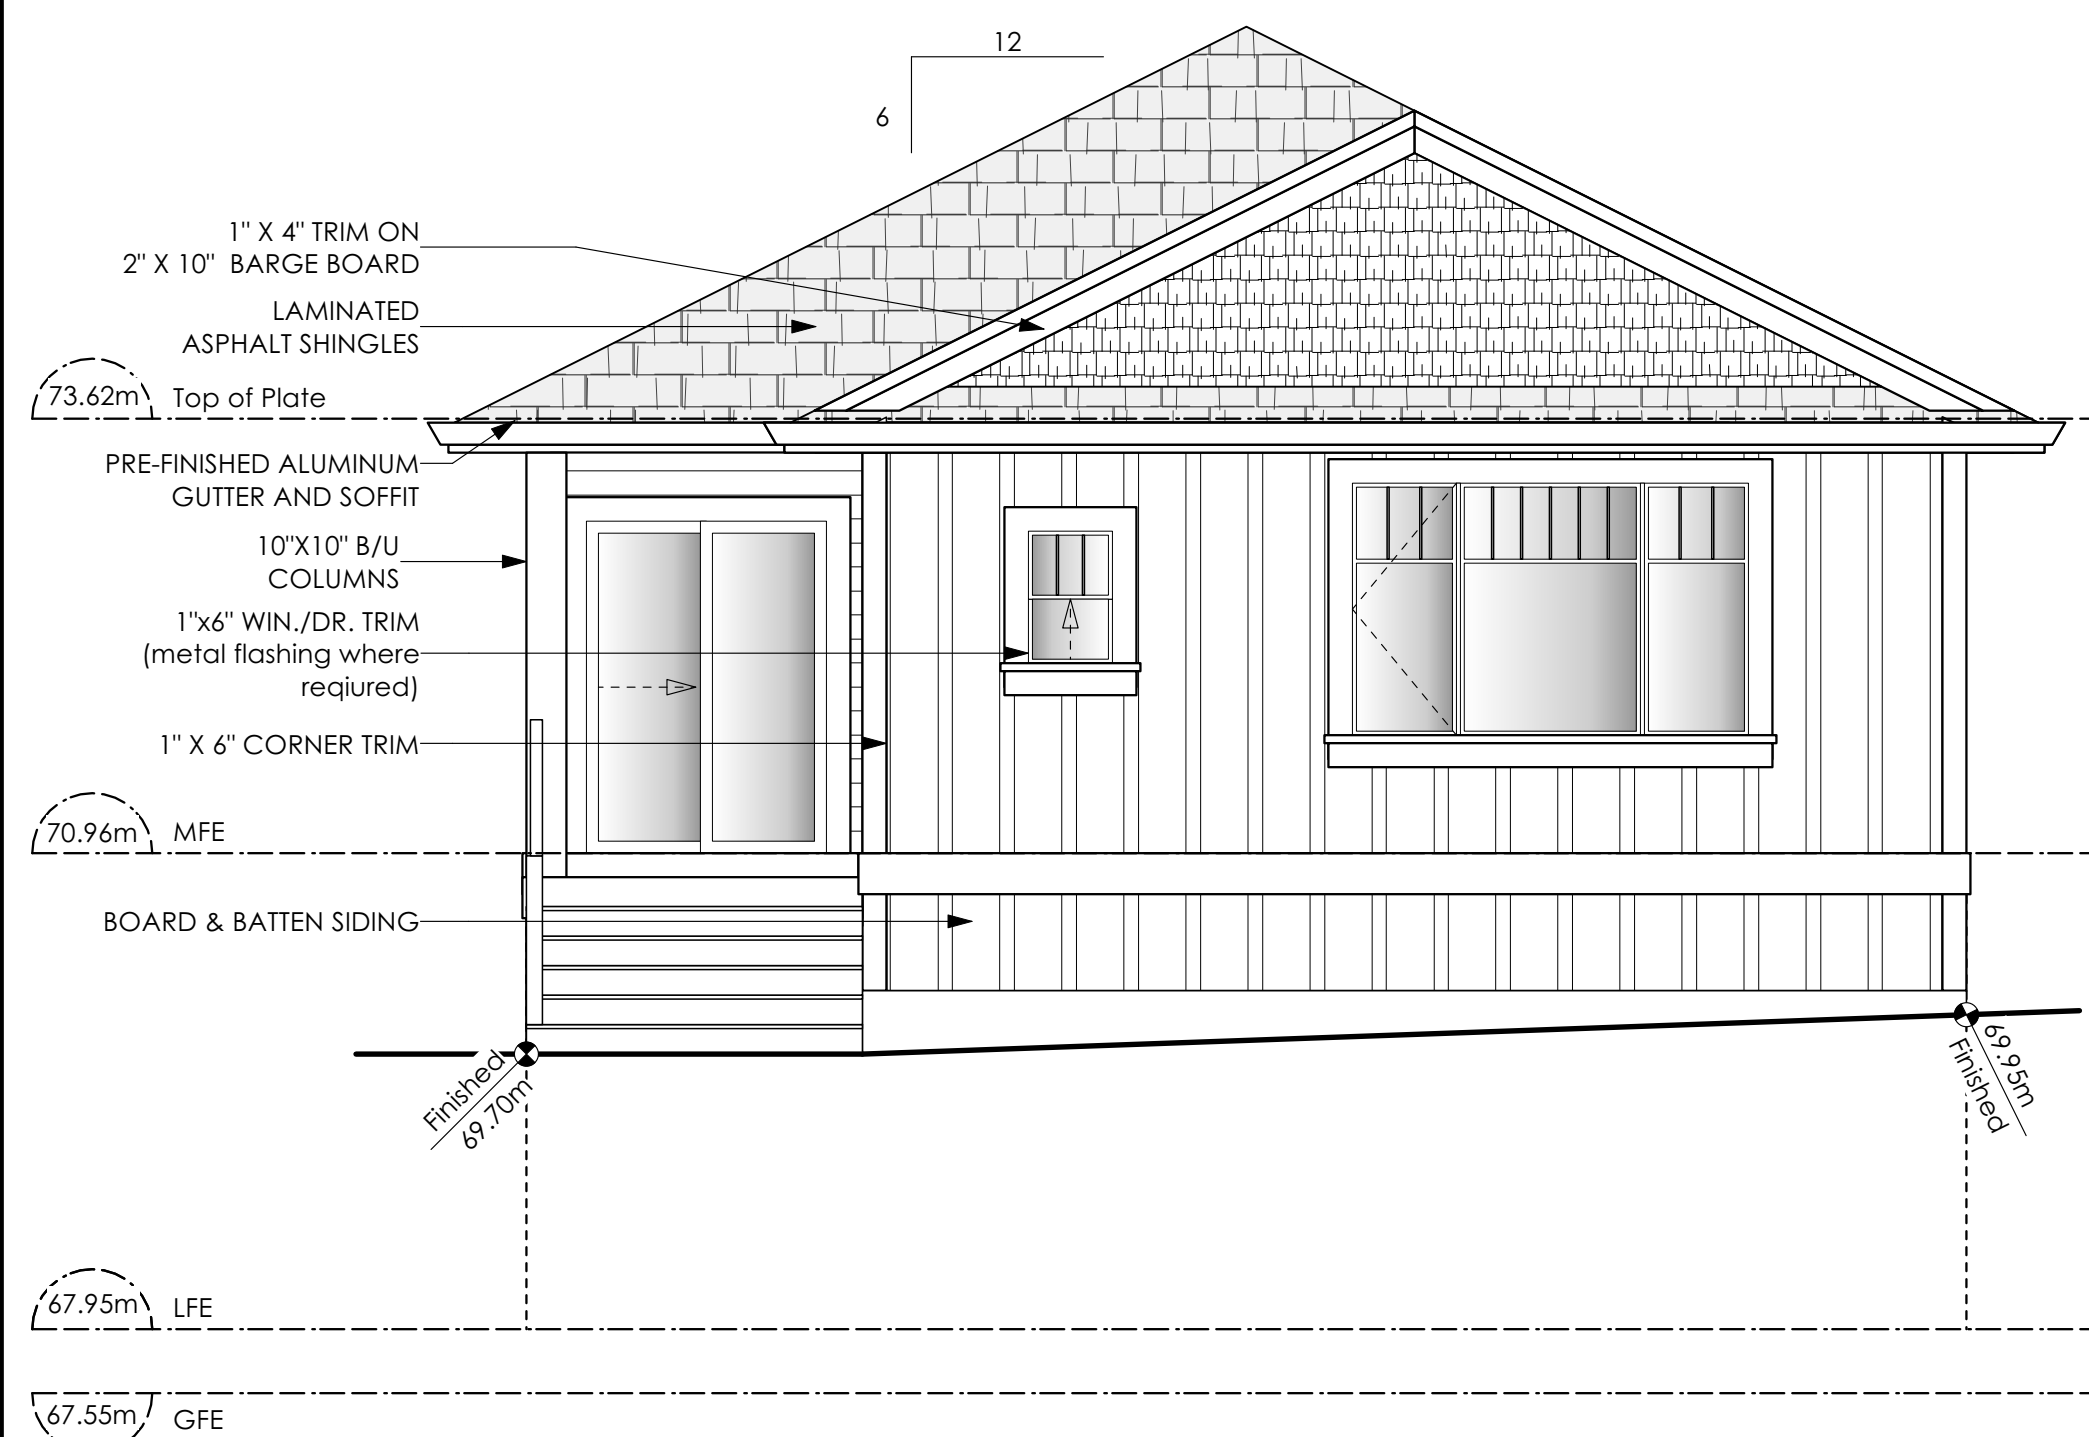 12
6
1" X 4" TRIM ON
2" X 10" BARGE BOARD
LAMINATED
ASPHALT SHINGLES
73.62m Top of Plate
PRE-FINISHED ALUMINUM
GUTTER AND SOFFIT
10"X10" B/U
COLUMNS
1"x6" WIN./DR. TRIM
(metal flashing where
reqiured)
1" X 6" CORNER TRIM
70.96m MFE
BOARD & BATTEN SIDING
Finished
69.70m
69.95m
Finished
67.95m LFE
67.55m GFE